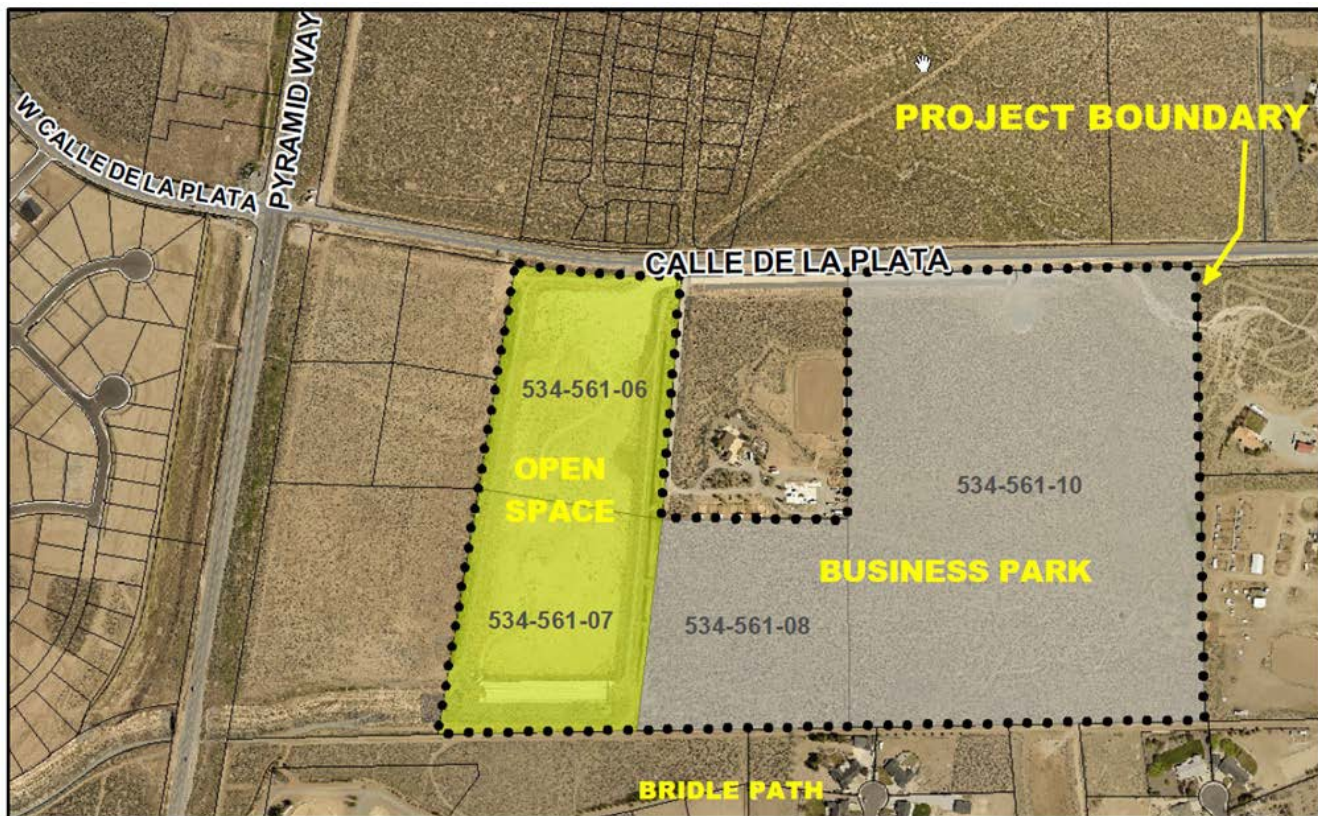 PYRAMID WAY
W CALLE DE LA PLATA
PROJECT BOUNDARY
CALLE DE LA PLATA
534-561-06
OPEN
SPACE
534-561-10
BUSINESS PARK
534-561-07
534-561-08
BRIDLE PATH